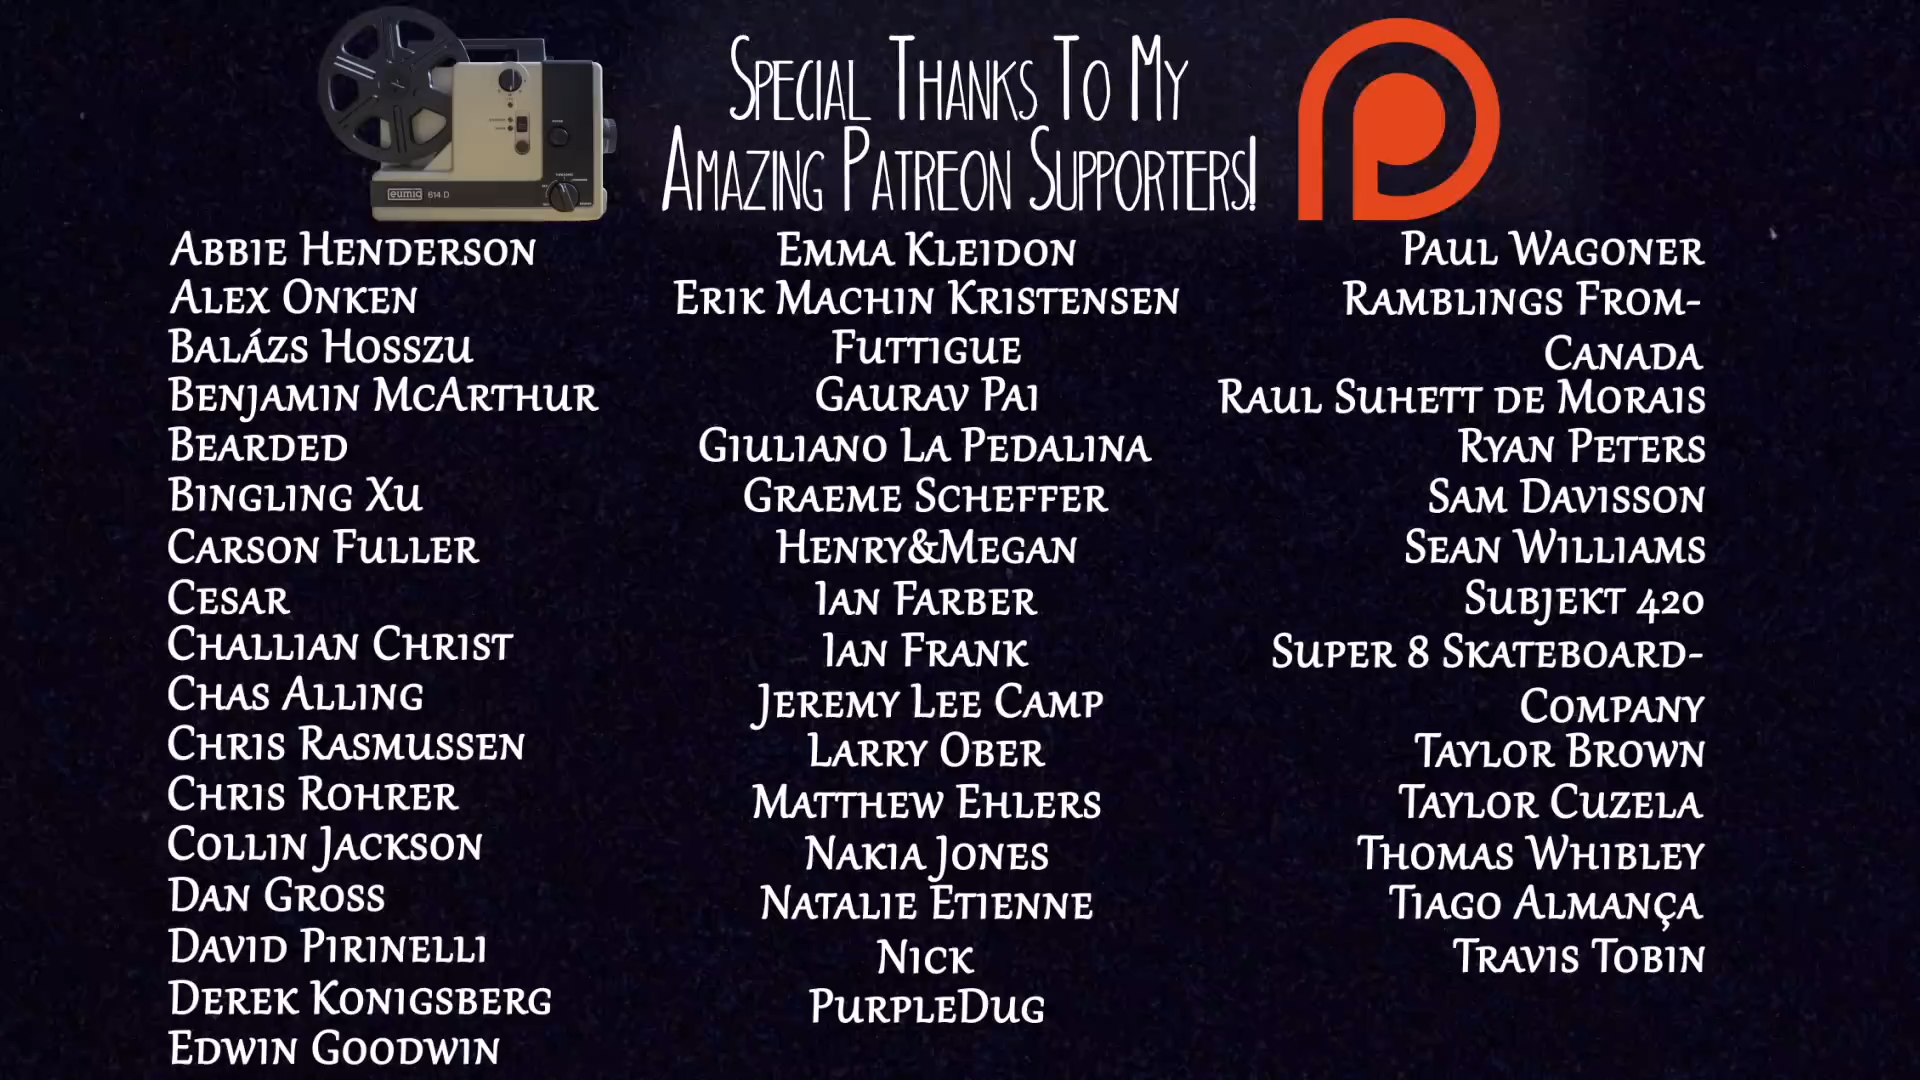 Special Thanks To My
Amazing Patreon Supporters!
eumig 614 D
Abbie Henderson
Alex Onken
Balázs Hosszu
Benjamin McArthur
Bearded
Bingling Xu
Carson Fuller
Cesar
Challian Christ
Chas Alling
Chris Rasmussen
Chris Rohrer
Collin Jackson
Dan Gross
David Pirinelli
Derek Konigsberg
Edwin Goodwin
Emma Kleidon
Erik Machin Kristensen
Futtigue
Gaurav Pai
Giuliano La Pedalina
Graeme Scheffer
Henry&Megan
Ian Farber
Ian Frank
Jeremy Lee Camp
Larry Ober
Matthew Ehlers
Nakia Jones
Natalie Etienne
Nick
PurpleDug
Paul Wagoner
Ramblings From-
Canada
Raul Suhett de Morais
Ryan Peters
Sam Davisson
Sean Williams
Subjekt 420
Super 8 Skateboard-
Company
Taylor Brown
Taylor Cuzela
Thomas Whibley
Tiago Almança
Travis Tobin